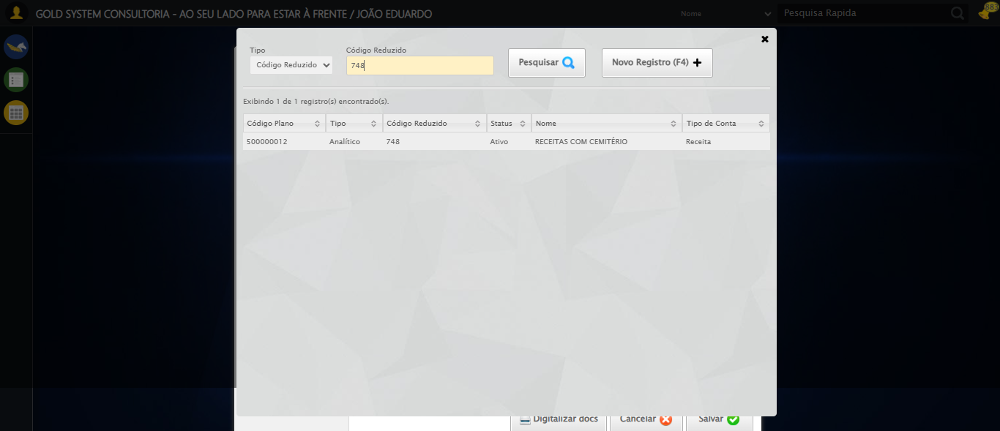 GOLD SYSTEM CONSULTORIA - AO SEU LADO PARA ESTAR À FRENTE / JOÃO EDUARDO
Nome
Pesquisa Rapida
883
Tipo
Código Reduzido
Código Reduzido
748
Pesquisar
Novo Registro (F4)
Exibindo 1 de 1 registro(s) encontrado(s).
Código Plano Tipo Código Reduzido Status Nome Tipo de Conta
500000012 Analítico 748 Ativo RECEITAS COM CEMITÉRIO Receita
Digitalizar docs Cancelar Salvar